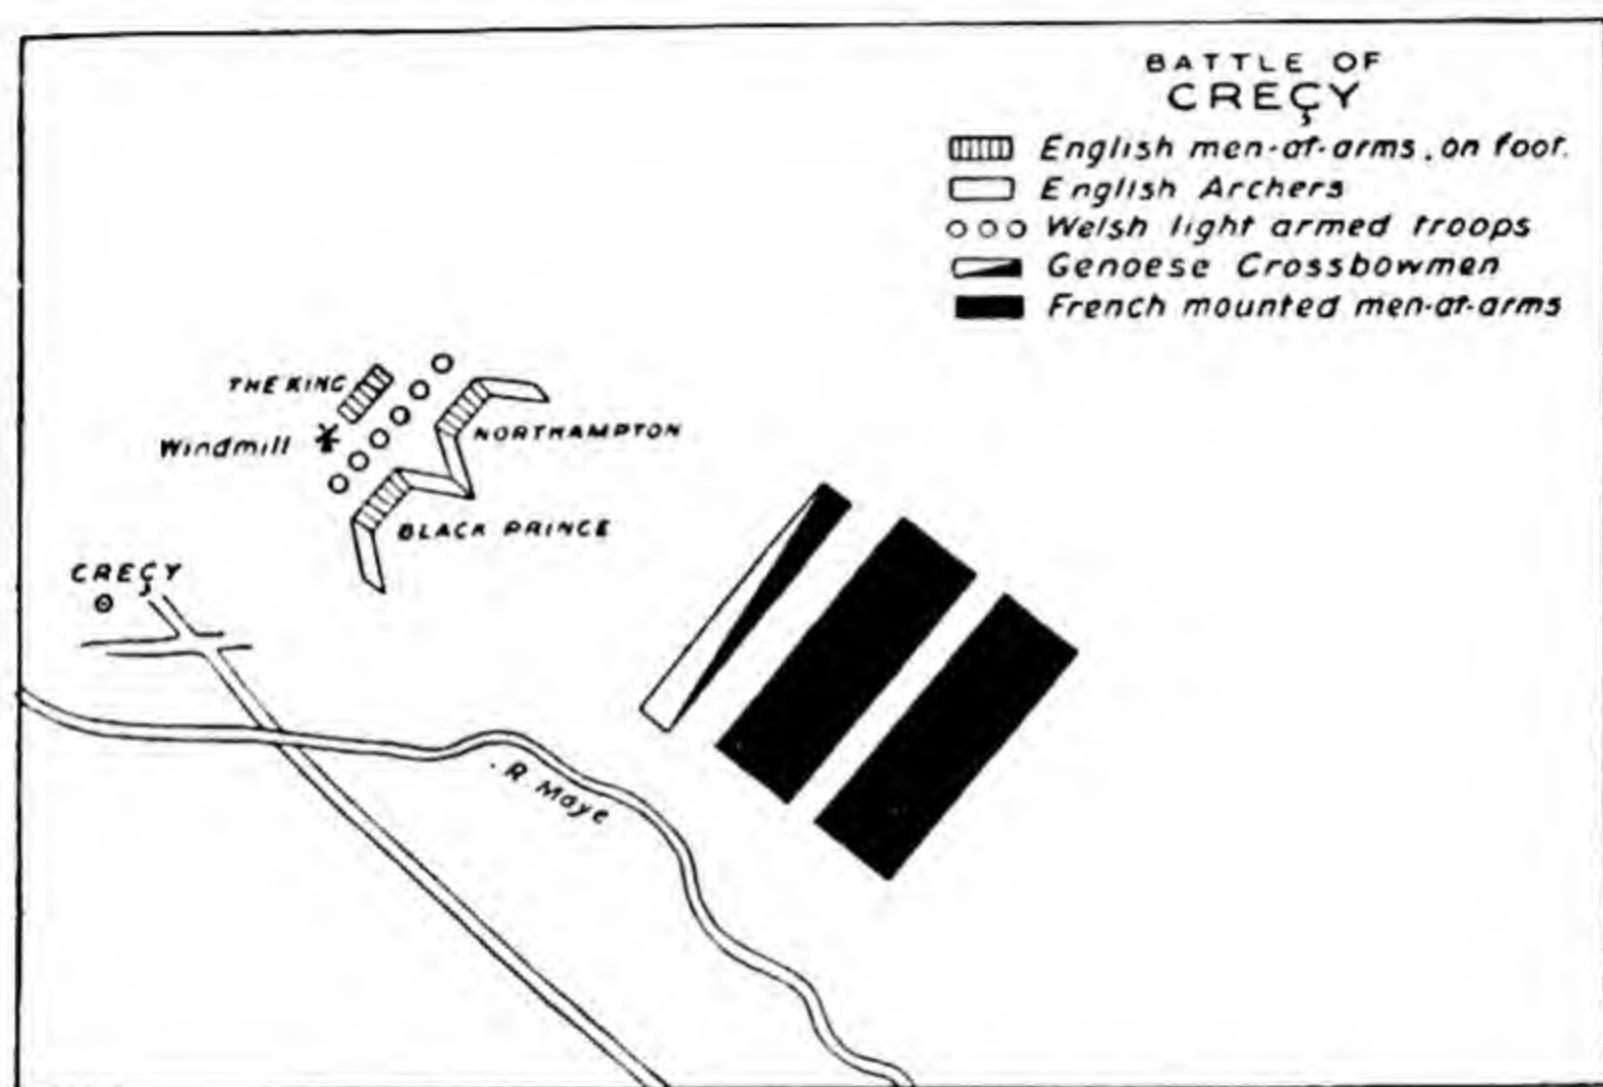 BATTLE OF
CREÇY
English men-at-arms, on foot.
English Archers
Welsh light armed troops
Genoese Crossbowmen
French mounted men-at-arms
THE KING
Windmill
NORTHAMPTON
BLACK PRINCE
CREÇY
R. Maye